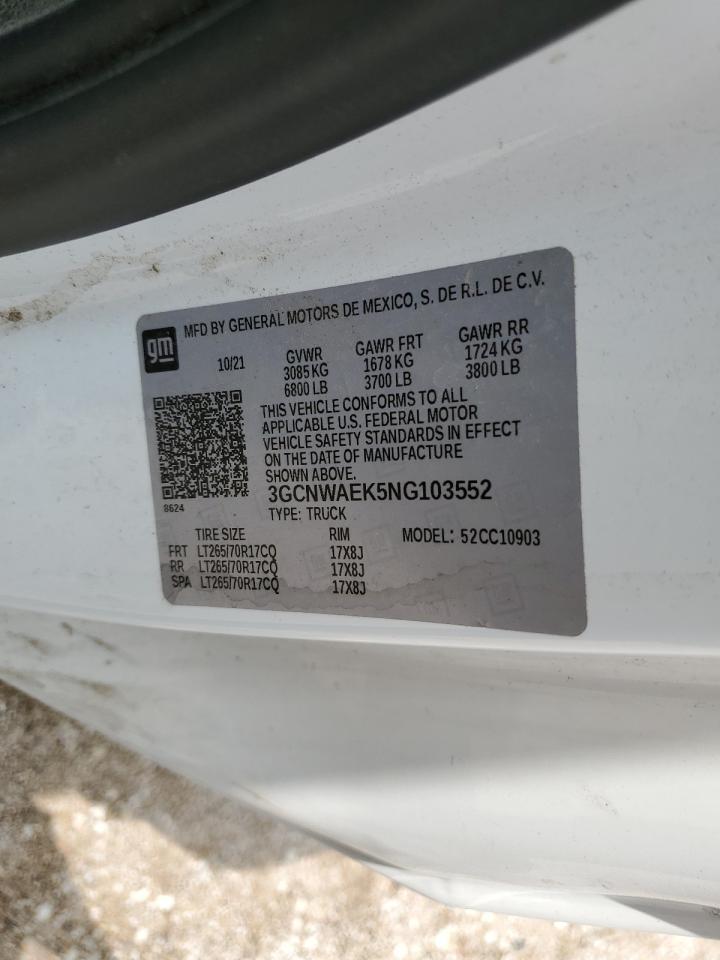 gm
MFD BY GENERAL MOTORS DE MEXICO, S. DE R.L. DE C.V.
10/21 GVWR GAWR FRT GAWR RR
3085 KG 1678 KG 1724 KG
6800 LB 3700 LB 3800 LB
THIS VEHICLE CONFORMS TO ALL
APPLICABLE U.S. FEDERAL MOTOR
VEHICLE SAFETY STANDARDS IN EFFECT
ON THE DATE OF MANUFACTURE
SHOWN ABOVE.
8624
3GCNWAEK5NG103552
TYPE: TRUCK
TIRE SIZE RIM MODEL: 52CC10903
FRT LT265/70R17CQ 17X8J
RR LT265/70R17CQ 17X8J
SPA LT265/70R17CQ 17X8J